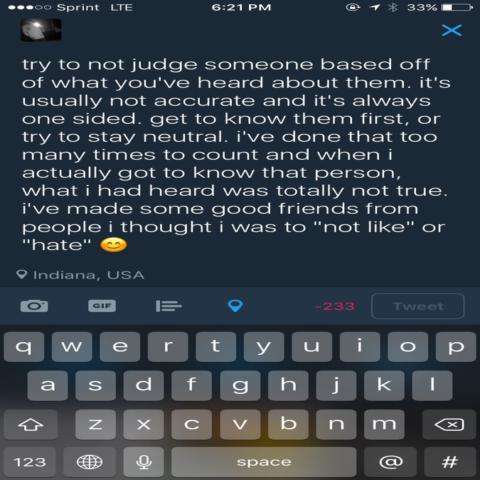 Sprint LTE 6:21 PM 33%
try to not judge someone based off
of what you've heard about them. it's
usually not accurate and it's always
one sided. get to know them first, or
try to stay neutral. i've done that too
many times to count and when i
actually got to know that person,
what i had heard was totally not true.
i've made some good friends from
people i thought i was to "not like" or
"hate" 😊
Indiana, USA
GIF -233 Tweet
q w e r t y u i o p
a s d f g h j k l
z x c v b n m
123 space @ #